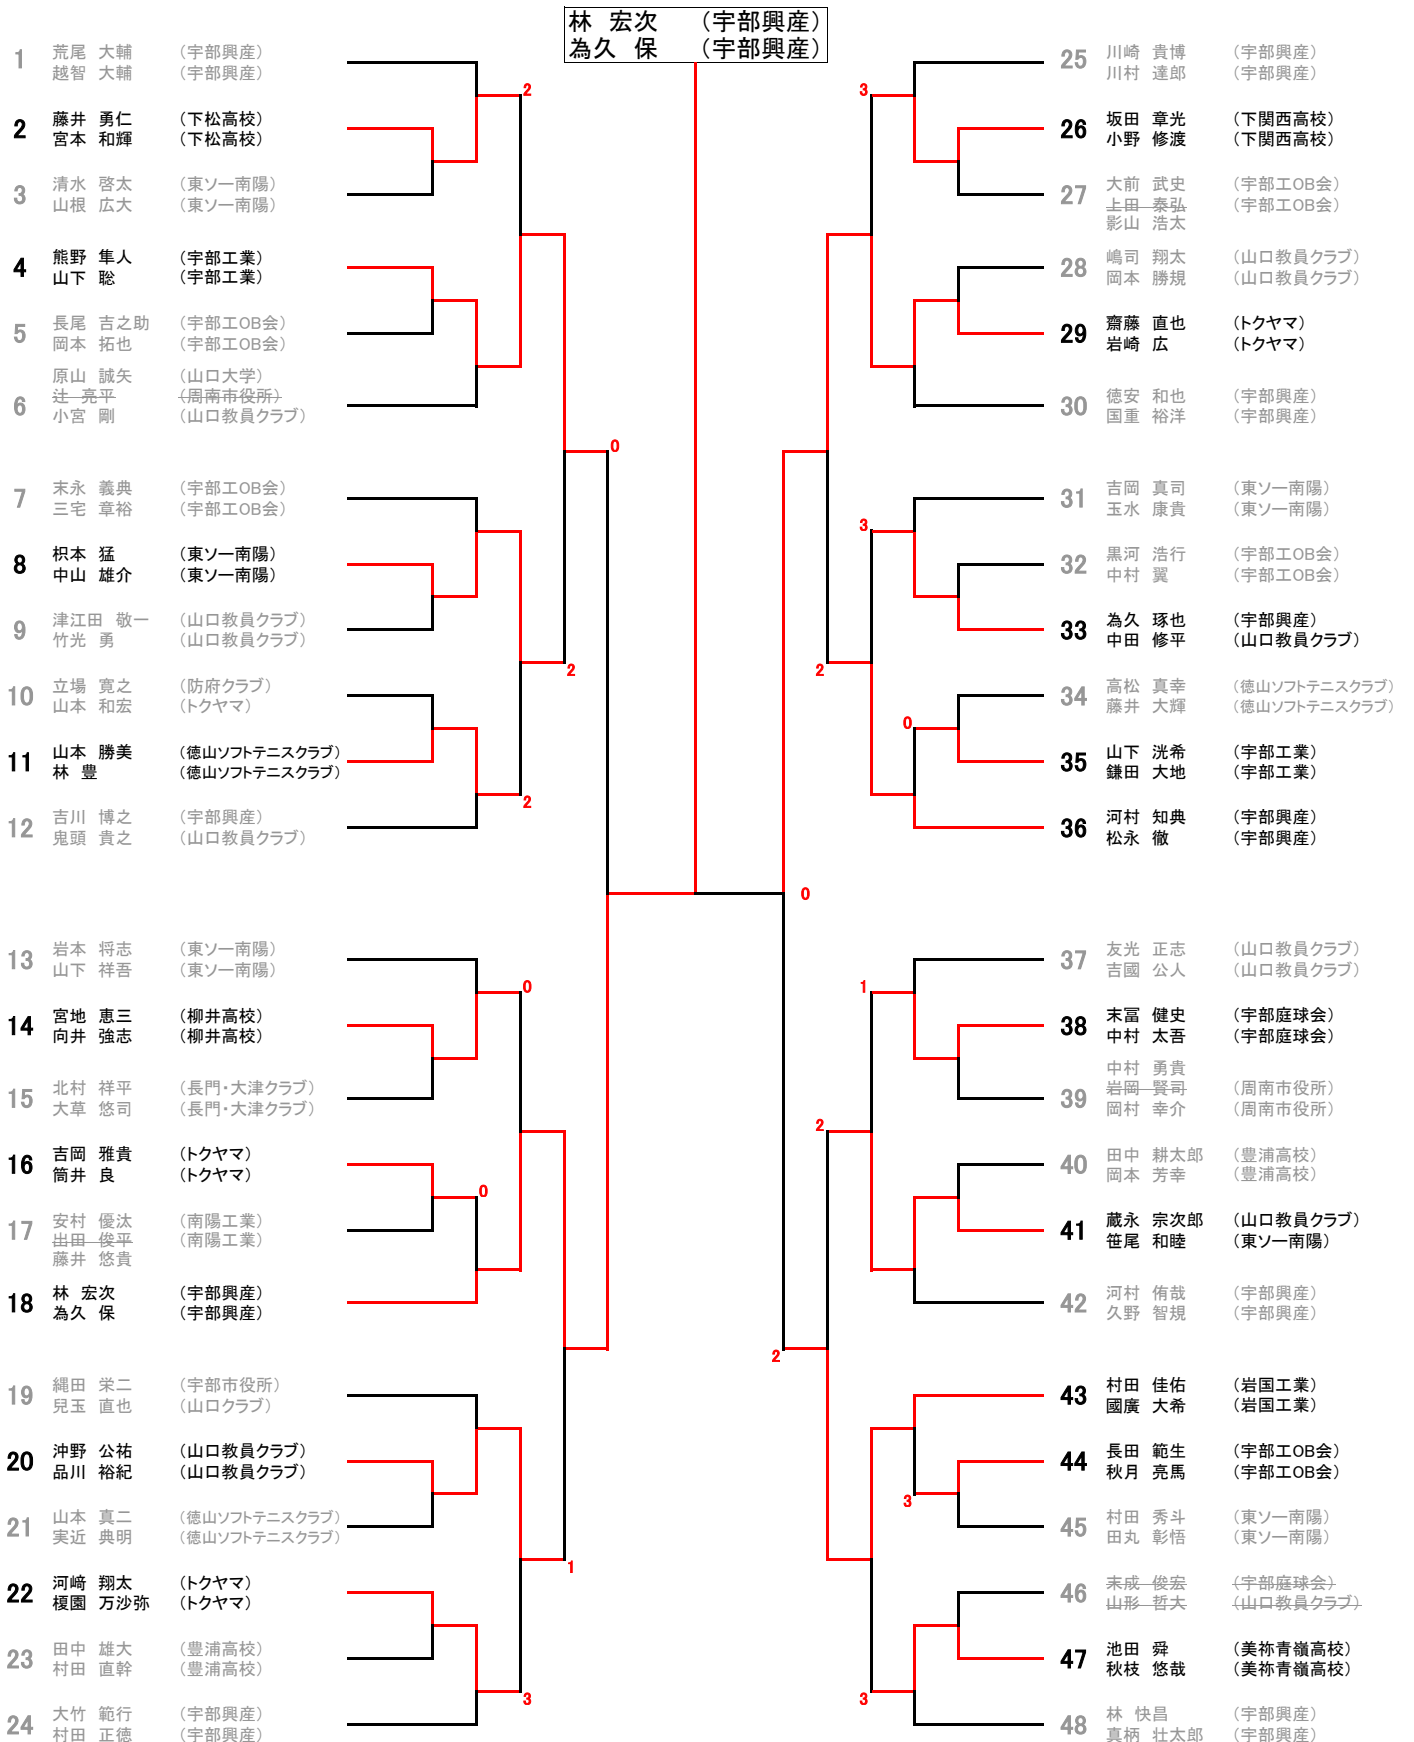 林 宏次 （宇部興産）
為久 保 （宇部興産）
1 荒尾 大輔 （宇部興産）
越智 大輔 （宇部興産）
2 藤井 勇仁 （下松高校）
宮本 和輝 （下松高校）
3 清水 啓太 （東ソー南陽）
山根 広大 （東ソー南陽）
4 熊野 隼人 （宇部工業）
山下 聡 （宇部工業）
5 長尾 吉之助 （宇部工OB会）
岡本 拓也 （宇部工OB会）
6 原山 誠矢 （山口大学）
辻 亮平 （周南市役所）
小宮 剛 （山口教員クラブ）
7 末永 義典 （宇部工OB会）
三宅 章裕 （宇部工OB会）
8 枳本 猛 （東ソー南陽）
中山 雄介 （東ソー南陽）
9 津江田 敬一 （山口教員クラブ）
竹光 勇 （山口教員クラブ）
10 立場 寛之 （防府クラブ）
山本 和宏 （トクヤマ）
11 山本 勝美 （徳山ソフトテニスクラブ）
林 豊 （徳山ソフトテニスクラブ）
12 吉川 博之 （宇部興産）
鬼頭 貴之 （山口教員クラブ）
13 岩本 将志 （東ソー南陽）
山下 祥吾 （東ソー南陽）
14 宮地 恵三 （柳井高校）
向井 強志 （柳井高校）
15 北村 祥平 （長門・大津クラブ）
大草 悠司 （長門・大津クラブ）
16 吉岡 雅貴 （トクヤマ）
筒井 良 （トクヤマ）
17 安村 優汰 （南陽工業）
出田 俊平 （南陽工業）
藤井 悠貴
18 林 宏次 （宇部興産）
為久 保 （宇部興産）
19 縄田 栄二 （宇部市役所）
兒玉 直也 （山口クラブ）
20 沖野 公祐 （山口教員クラブ）
品川 裕紀 （山口教員クラブ）
21 山本 真二 （徳山ソフトテニスクラブ）
実近 典明 （徳山ソフトテニスクラブ）
22 河﨑 翔太 （トクヤマ）
榎園 万沙弥 （トクヤマ）
23 田中 雄大 （豊浦高校）
村田 直幹 （豊浦高校）
24 大竹 範行 （宇部興産）
村田 正徳 （宇部興産）
2
0
2
2
0
0
1
3
25 川崎 貴博 （宇部興産）
川村 達郎 （宇部興産）
26 坂田 章光 （下関西高校）
小野 修渡 （下関西高校）
27 大前 武史 （宇部工OB会）
上田 泰弘 （宇部工OB会）
影山 浩太
28 嶋司 翔太 （山口教員クラブ）
岡本 勝規 （山口教員クラブ）
29 齋藤 直也 （トクヤマ）
岩崎 広 （トクヤマ）
30 徳安 和也 （宇部興産）
国重 裕洋 （宇部興産）
31 吉岡 真司 （東ソー南陽）
玉水 康貴 （東ソー南陽）
32 黒河 浩行 （宇部工OB会）
中村 翼 （宇部工OB会）
33 為久 琢也 （宇部興産）
中田 修平 （山口教員クラブ）
34 高松 真幸 （徳山ソフトテニスクラブ）
藤井 大輝 （徳山ソフトテニスクラブ）
35 山下 洸希 （宇部工業）
鎌田 大地 （宇部工業）
36 河村 知典 （宇部興産）
松永 徹 （宇部興産）
37 友光 正志 （山口教員クラブ）
吉國 公人 （山口教員クラブ）
38 末冨 健史 （宇部庭球会）
中村 太吾 （宇部庭球会）
中村 勇貴
39 岩岡 賢司 （周南市役所）
岡村 幸介 （周南市役所）
40 田中 耕太郎 （豊浦高校）
岡本 芳幸 （豊浦高校）
41 蔵永 宗次郎 （山口教員クラブ）
笹尾 和睦 （東ソー南陽）
42 河村 侑哉 （宇部興産）
久野 智規 （宇部興産）
43 村田 佳佑 （岩国工業）
國廣 大希 （岩国工業）
44 長田 範生 （宇部工OB会）
秋月 亮馬 （宇部工OB会）
45 村田 秀斗 （東ソー南陽）
田丸 彰悟 （東ソー南陽）
46 末成 俊宏 （宇部庭球会）
山形 哲大 （山口教員クラブ）
47 池田 舜 （美祢青嶺高校）
秋枝 悠哉 （美祢青嶺高校）
48 林 快昌 （宇部興産）
真柄 壮太郎 （宇部興産）
3
3
2
0
0
1
2
2
3
3